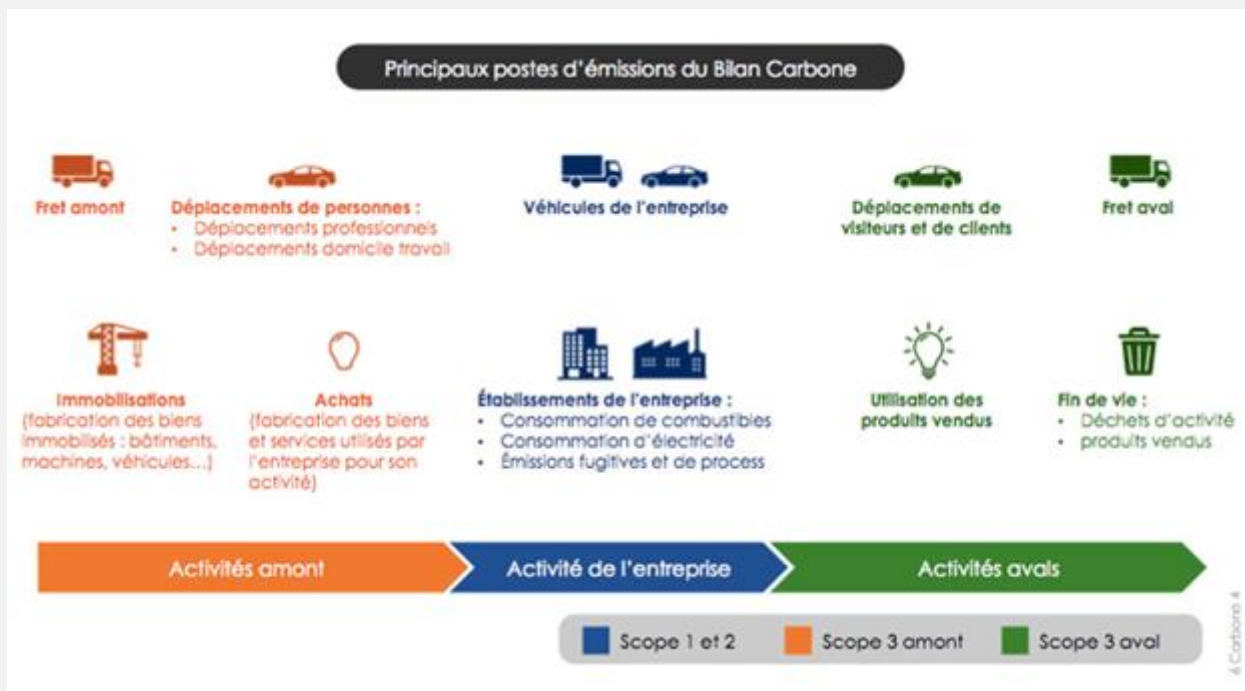 Principaux postes d'émissions du Bilan Carbone
Fret amont
Déplacements de personnes :
• Déplacements professionnels
• Déplacements domicile travail
Véhicules de l'entreprise
Déplacements de
visiteurs et de clients
Fret aval
Immobilisations
(fabrication des biens
immobilisés : bâtiments,
machines, véhicules...)
Achats
(fabrication des biens
et services utilisés par
l'entreprise pour son
activité)
Établissements de l'entreprise :
• Consommation de combustibles
• Consommation d'électricité
• Émissions fugitives et de process
Utilisation des
produits vendus
Fin de vie :
• Déchets d'activité
• produits vendus
Activités amont
Activité de l'entreprise
Activités avals
Scope 1 et 2
Scope 3 amont
Scope 3 aval
Carbone 4